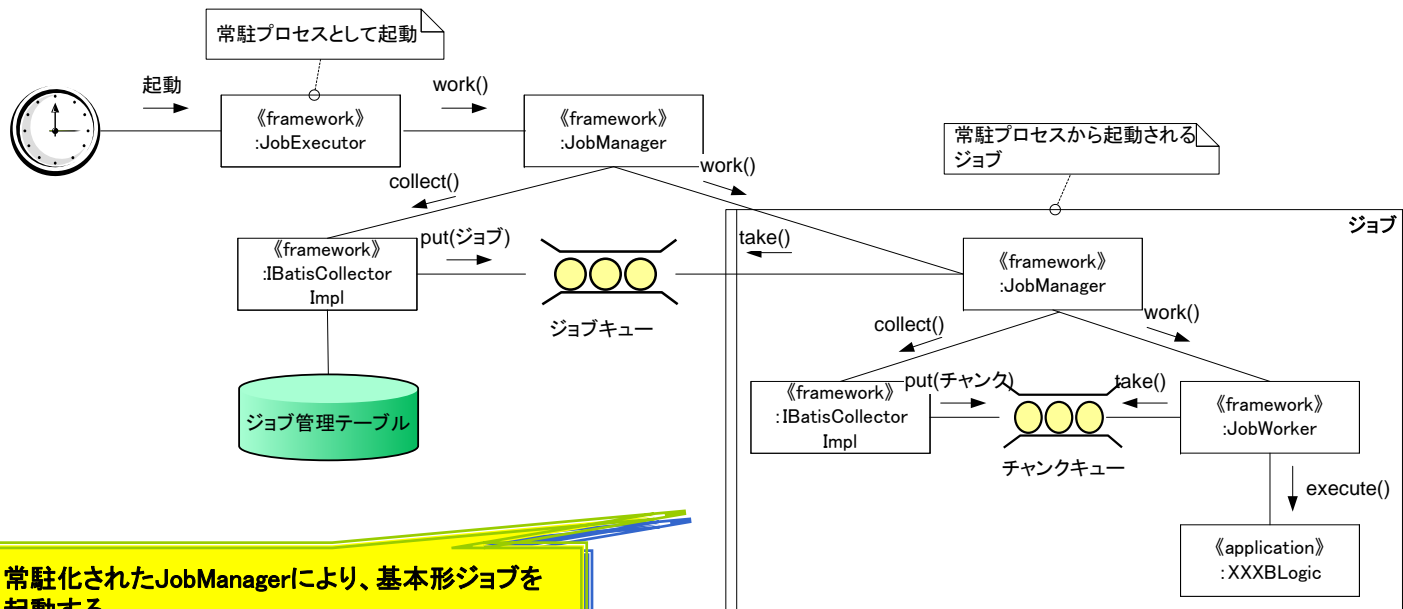 常駐プロセスとして起動
起動
work()
《framework》
:JobExecutor
《framework》
:JobManager
常駐プロセスから起動される
ジョブ
collect()
work()
ジョブ
《framework》
:IBatisCollector
Impl
put(ジョブ)
take()
《framework》
:JobManager
ジョブキュー
collect()
work()
ジョブ管理テーブル
《framework》
:IBatisCollector
Impl
put(チャンク)
take()
《framework》
:JobWorker
チャンクキュー
execute()
《application》
:XXXBLogic
常駐化されたJobManagerにより、基本形ジョブを
起動する